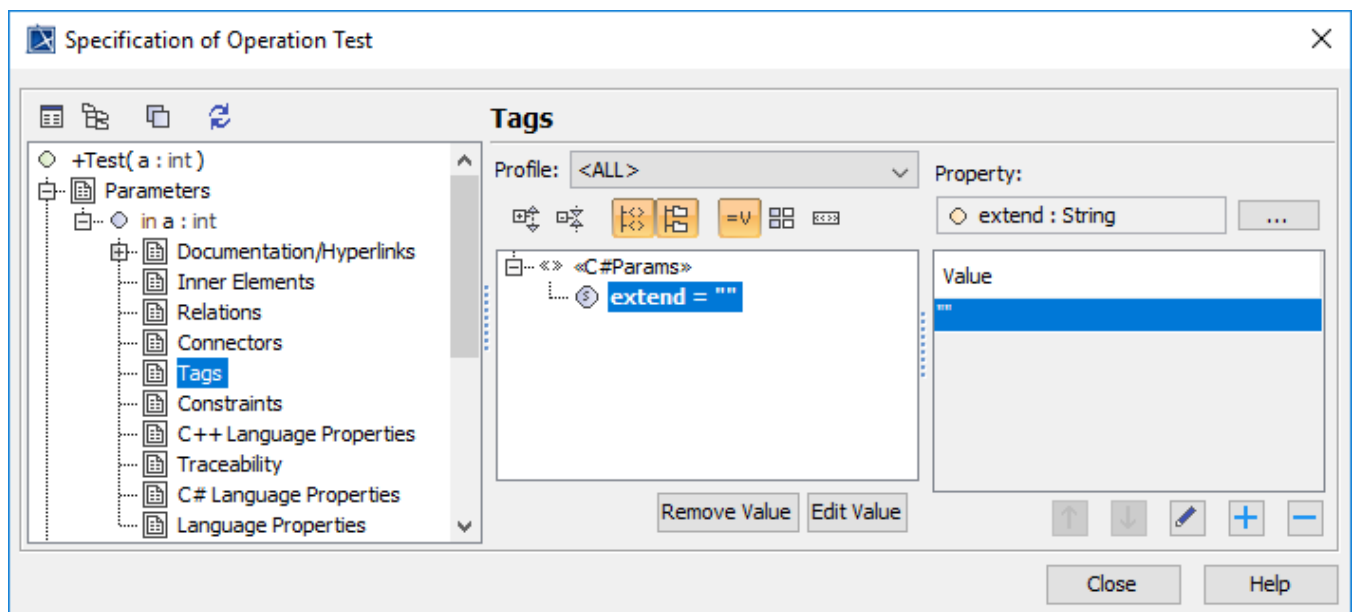 Specification of Operation Test
+Test( a : int )
Parameters
in a : int
Documentation/Hyperlinks
Inner Elements
Relations
Connectors
Tags
Constraints
C++ Language Properties
Traceability
C# Language Properties
Language Properties
Tags
Profile: <ALL>
=V
«» «C#Params»
S extend = ""
Remove Value Edit Value
Property:
extend : String ...
Value
""
Close Help